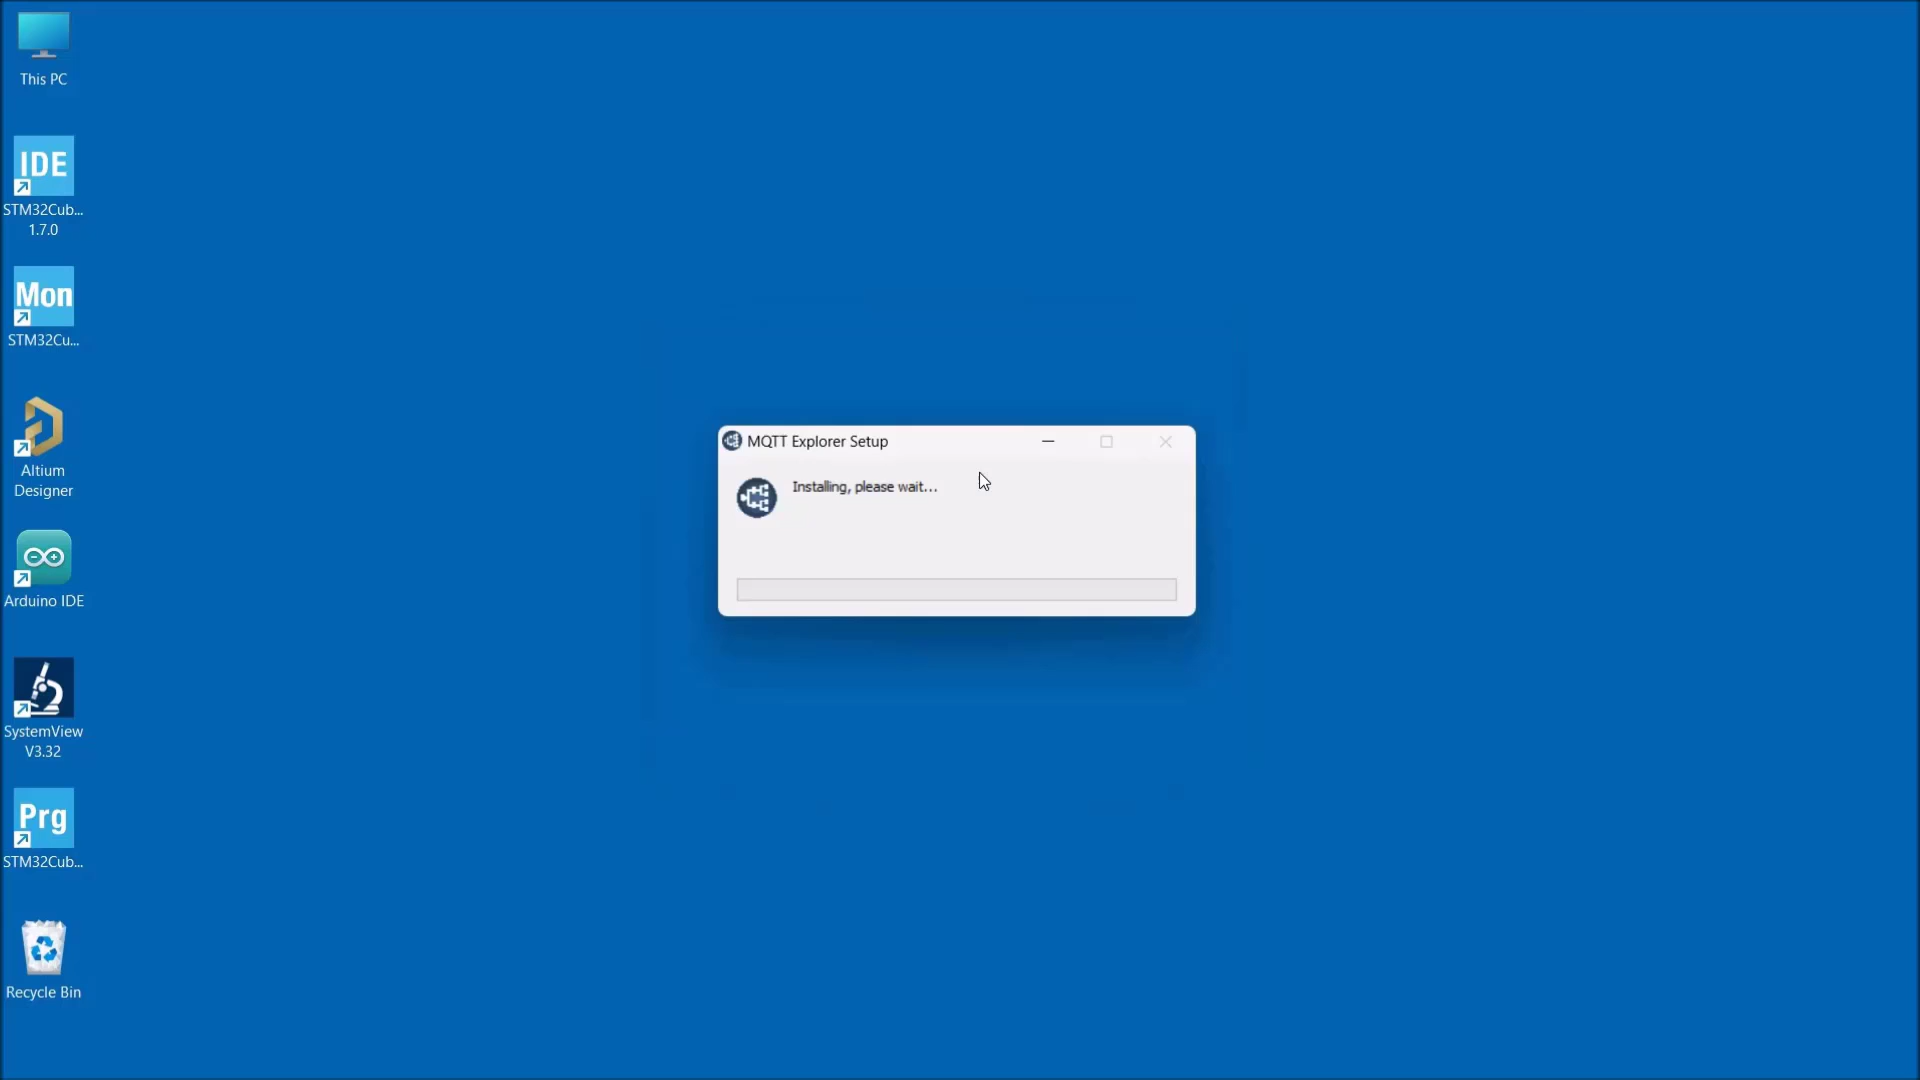 This PC
IDE
STM32Cub...
1.7.0
Mon
STM32Cu...
Altium
Designer
Arduino IDE
SystemView
V3.32
Prg
STM32Cub...
Recycle Bin
MQTT Explorer Setup
Installing, please wait...